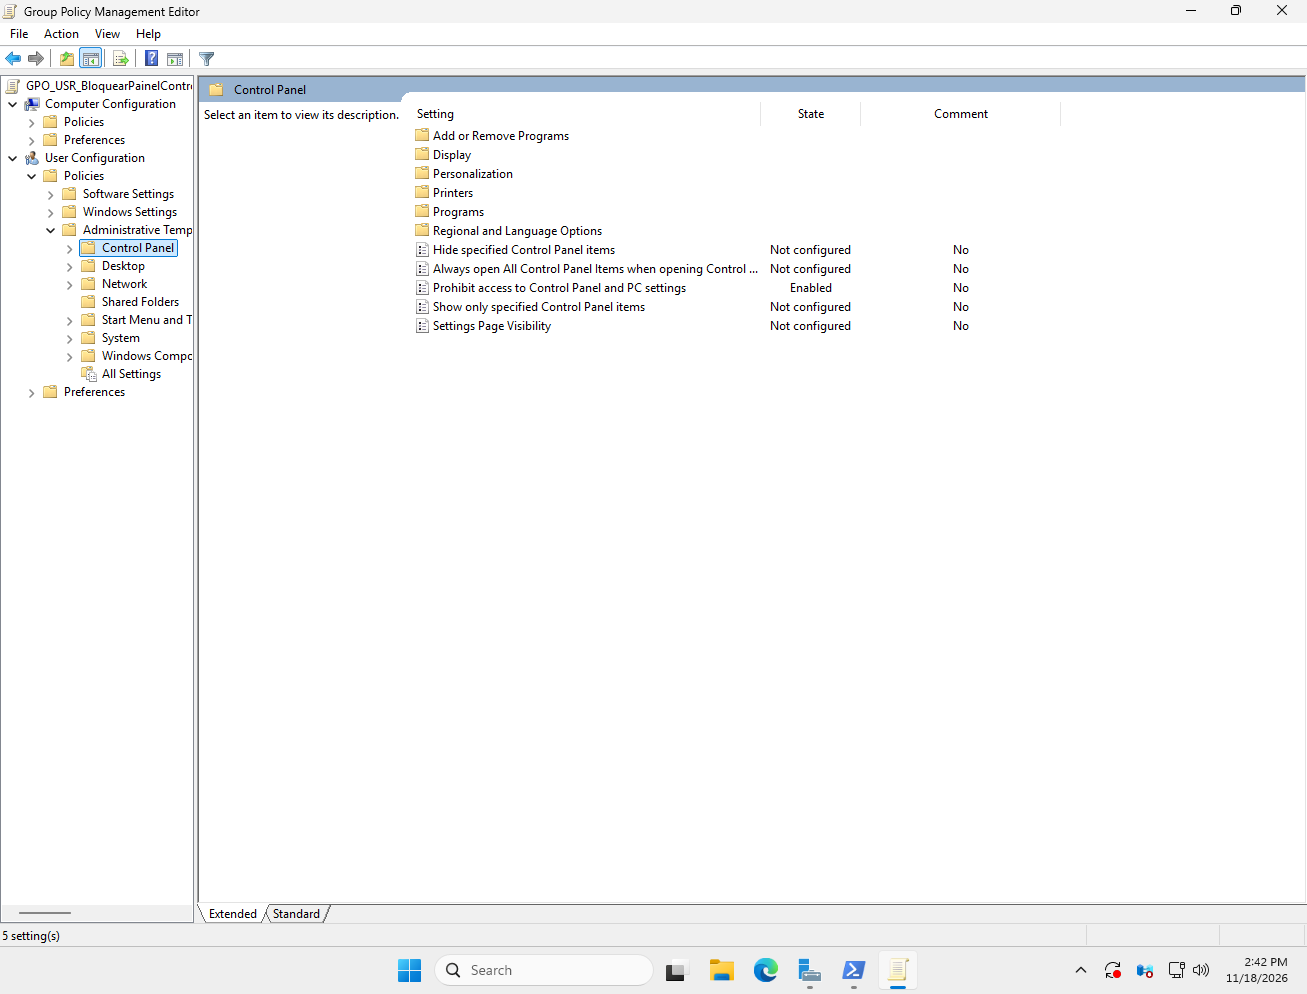 Group Policy Management Editor
File Action View Help
GPO_USR_BloquearPainelContro
Computer Configuration
Policies
Preferences
User Configuration
Policies
Software Settings
Windows Settings
Administrative Temp
Control Panel
Desktop
Network
Shared Folders
Start Menu and T
System
Windows Compo
All Settings
Preferences
Control Panel
Select an item to view its description.
Setting State Comment
Add or Remove Programs
Display
Personalization
Printers
Programs
Regional and Language Options
Hide specified Control Panel items Not configured No
Always open All Control Panel Items when opening Control ... Not configured No
Prohibit access to Control Panel and PC settings Enabled No
Show only specified Control Panel items Not configured No
Settings Page Visibility Not configured No
Extended Standard
5 setting(s)
Search
2:42 PM
11/18/2026